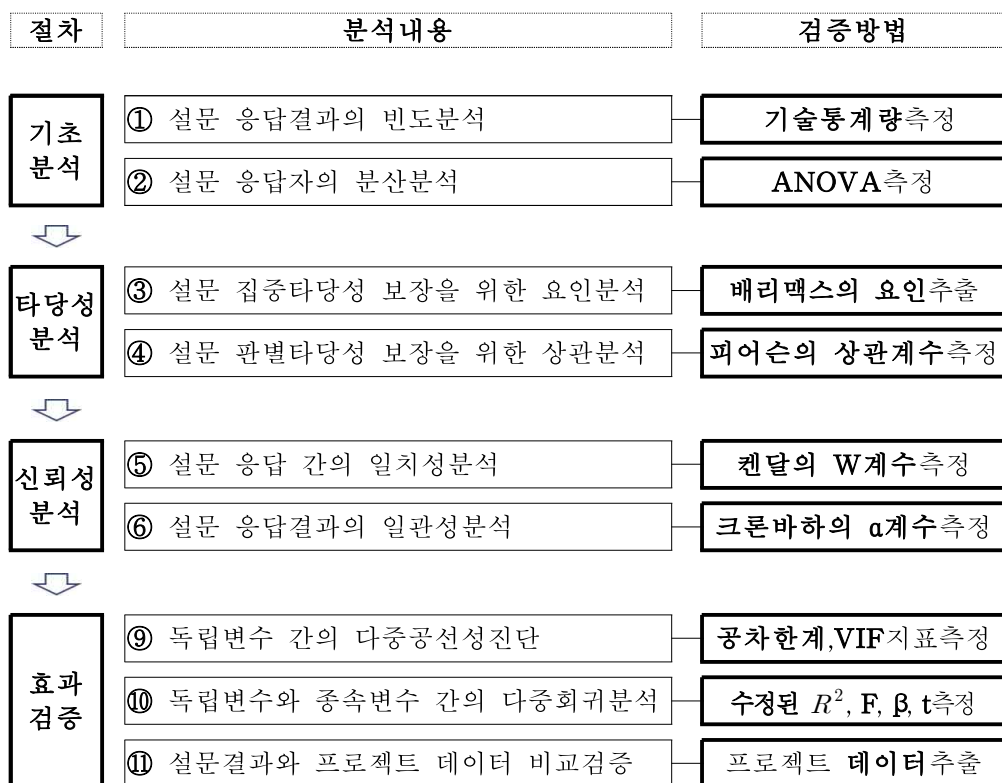 절차 분석내용 검증방법
기초
분석
① 설문 응답결과의 빈도분석 기술통계량측정
② 설문 응답자의 분산분석 ANOVA측정
타당성
분석
③ 설문 집중타당성 보장을 위한 요인분석 배리맥스의 요인추출
④ 설문 판별타당성 보장을 위한 상관분석 피어슨의 상관계수측정
신뢰성
분석
⑤ 설문 응답 간의 일치성분석 켄달의 W계수측정
⑥ 설문 응답결과의 일관성분석 크론바하의 α계수측정
효과
검증
⑨ 독립변수 간의 다중공선성진단 공차한계,VIF지표측정
⑩ 독립변수와 종속변수 간의 다중회귀분석 수정된 R², F, β, t측정
⑪ 설문결과와 프로젝트 데이터 비교검증 프로젝트 데이터추출